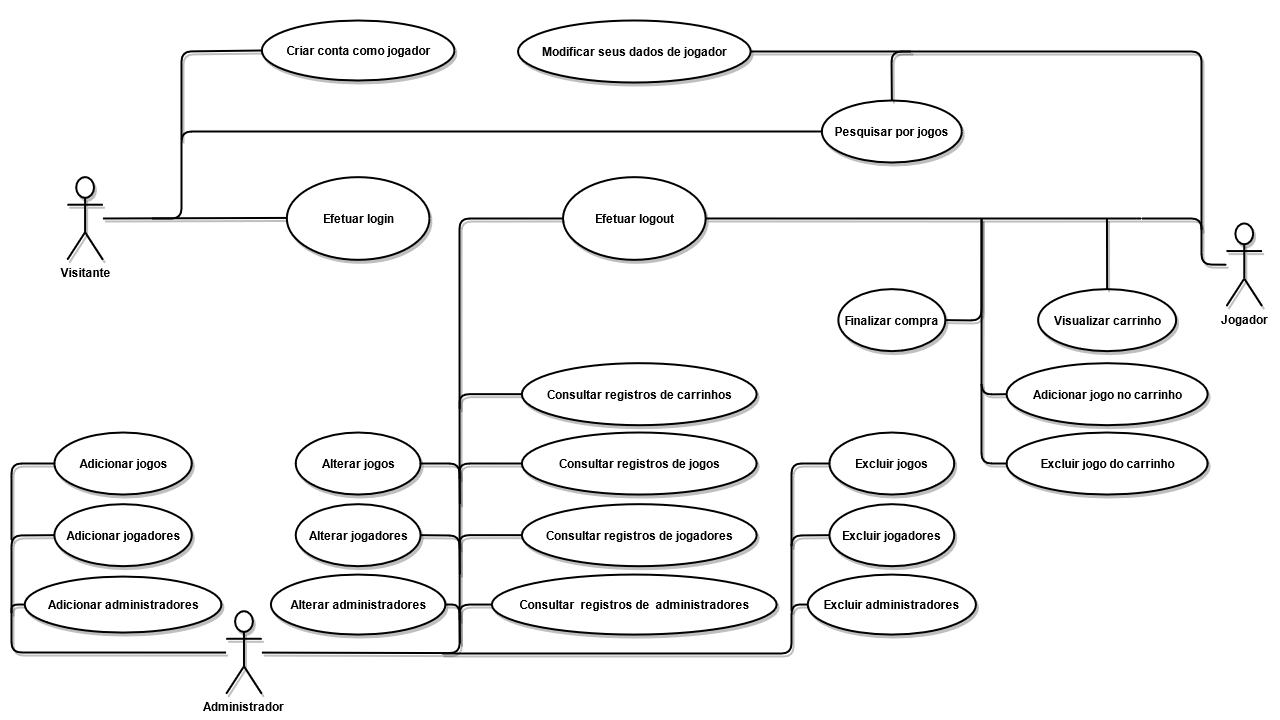 Criar conta como jogador
Modificar seus dados de jogador
Pesquisar por jogos
Efetuar login
Efetuar logout
Visitante
Jogador
Finalizar compra
Visualizar carrinho
Consultar registros de carrinhos
Adicionar jogo no carrinho
Adicionar jogos
Alterar jogos
Consultar registros de jogos
Excluir jogos
Excluir jogo do carrinho
Adicionar jogadores
Alterar jogadores
Consultar registros de jogadores
Excluir jogadores
Adicionar administradores
Alterar administradores
Consultar registros de administradores
Excluir administradores
Administrador